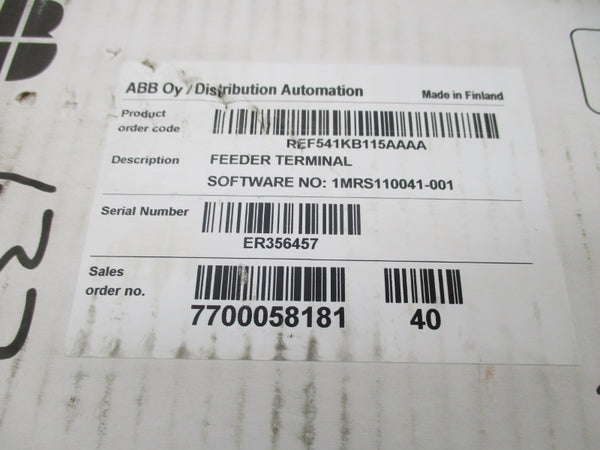 ABB Oy / Distribution Automation
Made in Finland
Product
order code
REF541KB115AAAA
Description FEEDER TERMINAL
SOFTWARE NO: 1MRS110041-001
Serial Number
ER356457
Sales
order no.
7700058181 40